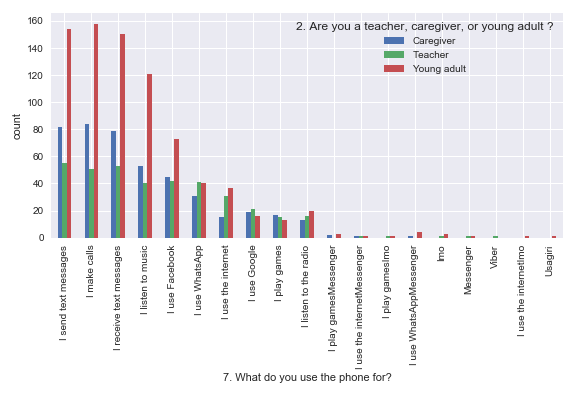 2. Are you a teacher, caregiver, or young adult ?
Caregiver
Teacher
Young adult
160
140
120
100
80
60
40
20
0
count
I send text messages
I make calls
I receive text messages
I listen to music
I use Facebook
I use WhatsApp
I use the internet
I use Google
I play games
I listen to the radio
I play gamesMessenger
I use the internetMessenger
I play gamesImo
I use WhatsAppMessenger
Imo
Messenger
Viber
I use the internetImo
Usagiri
7. What do you use the phone for?